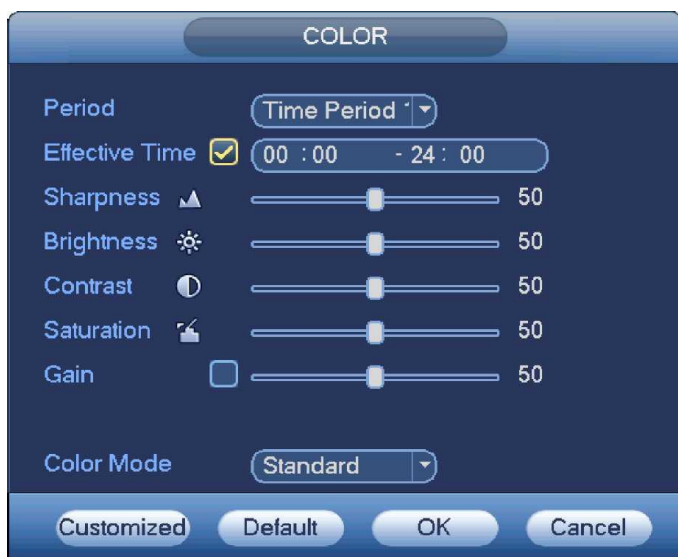 COLOR
Period Time Period 1
Effective Time 00 :00 - 24 : 00
Sharpness 50
Brightness 50
Contrast 50
Saturation 50
Gain 50
Color Mode Standard
Customized Default OK Cancel